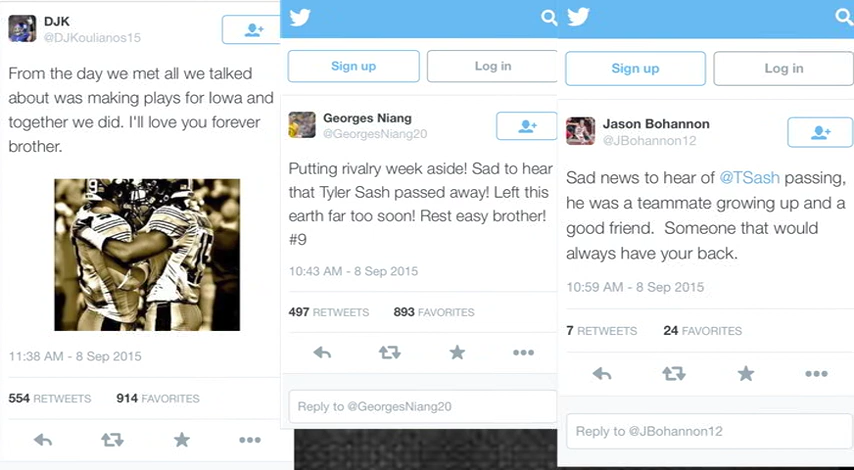 DJK
@DJKoulianos15
From the day we met all we talked
about was making plays for Iowa and
together we did. I'll love you forever
brother.
9
11:38 AM - 8 Sep 2015
554 RETWEETS 914 FAVORITES
Sign up Log in
Georges Niang
@GeorgesNiang20
Putting rivalry week aside! Sad to hear
that Tyler Sash passed away! Left this
earth far too soon! Rest easy brother!
#9
10:43 AM - 8 Sep 2015
497 RETWEETS 893 FAVORITES
Reply to @GeorgesNiang20
Sign up Log in
Jason Bohannon
@JBohannon12
Sad news to hear of @TSash passing,
he was a teammate growing up and a
good friend. Someone that would
always have your back.
10:59 AM - 8 Sep 2015
7 RETWEETS 24 FAVORITES
Reply to @JBohannon12